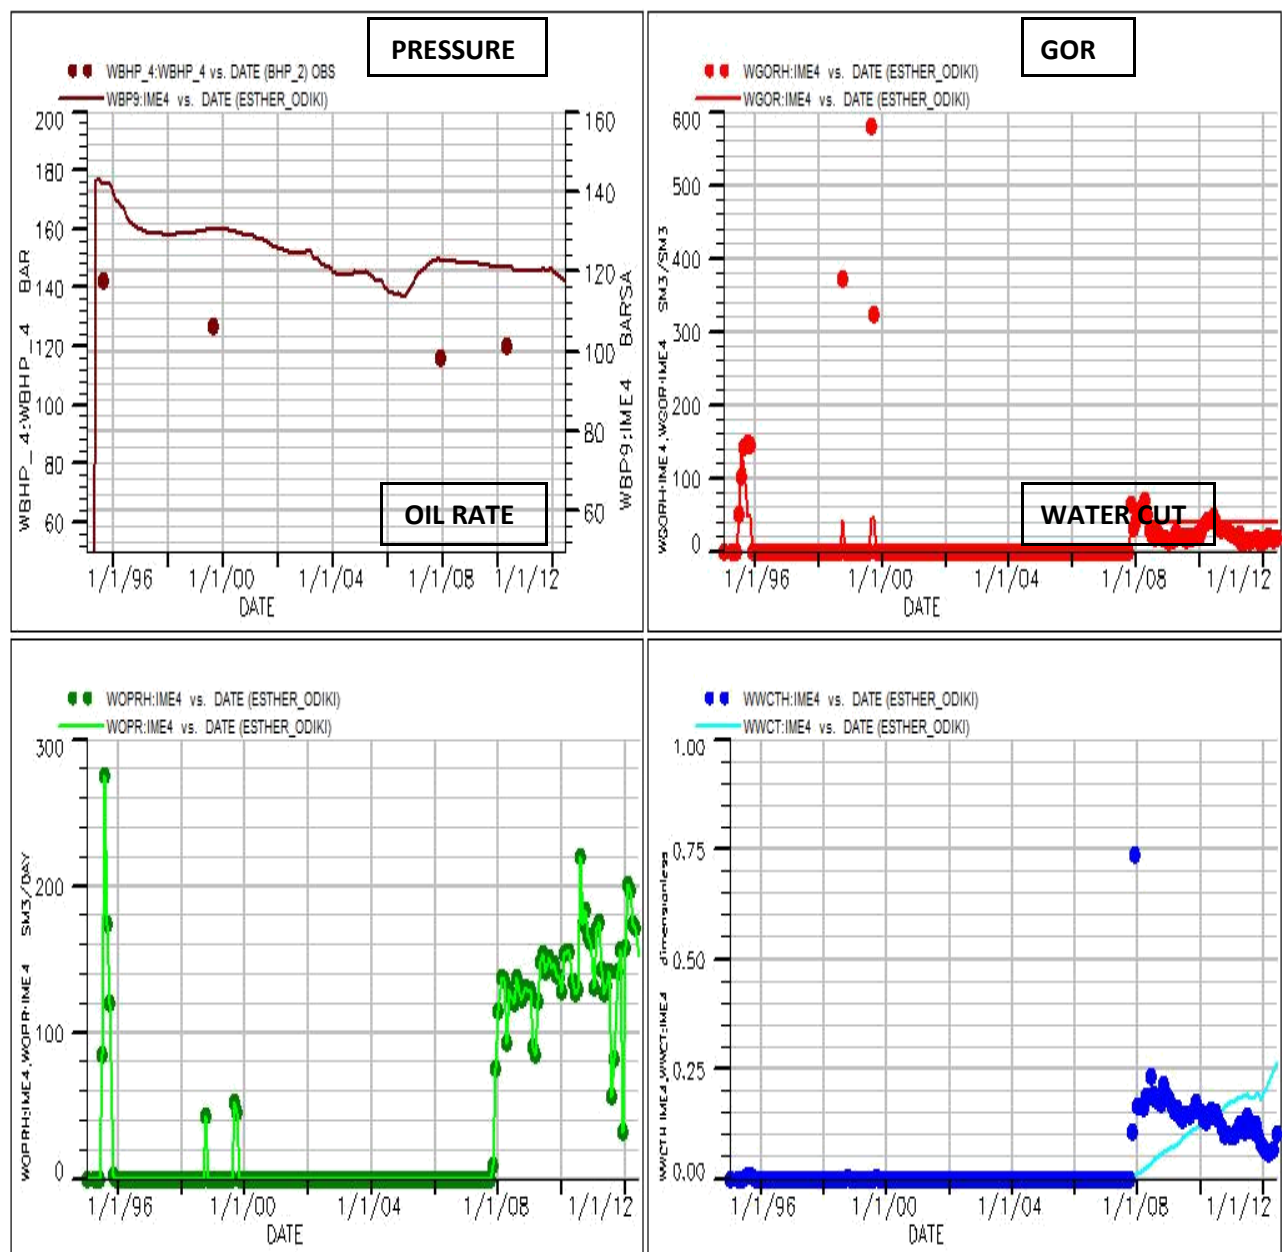 PRESSURE
WBHP_4:WBHP_4 vs. DATE (BHP_2) OBS
WBP9:IME4 vs. DATE (ESTHER_ODIKI)
200
180
160
140
120
100
80
60
WBHP_4:WBHP_4 BAR
160
140
120
100
80
60
WBP9:IME4 BARSA
OIL RATE
1/1/96
1/1/00
1/1/04
1/1/08
1/1/12
DATE
GOR
WGORH:IME4 vs. DATE (ESTHER_ODIKI)
WGOR:IME4 vs. DATE (ESTHER_ODIKI)
600
500
400
300
200
100
0
WGORH:IME4,WGOR:IME4 SM3/SM3
WATER CUT
1/1/96
1/1/00
1/1/04
1/1/08
1/1/12
DATE
WOPRH:IME4 vs. DATE (ESTHER_ODIKI)
WOPR:IME4 vs. DATE (ESTHER_ODIKI)
300
200
100
0
WOPRH:IME4,WOPR:IME4 SM3/DAY
1/1/96
1/1/00
1/1/04
1/1/08
1/1/12
DATE
WWCTH:IME4 vs. DATE (ESTHER_ODIKI)
WWCT:IME4 vs. DATE (ESTHER_ODIKI)
1.00
0.75
0.50
0.25
0.00
WWCTH:IME4,WWCT:IME4 dimensionless
1/1/96
1/1/00
1/1/04
1/1/08
1/1/12
DATE